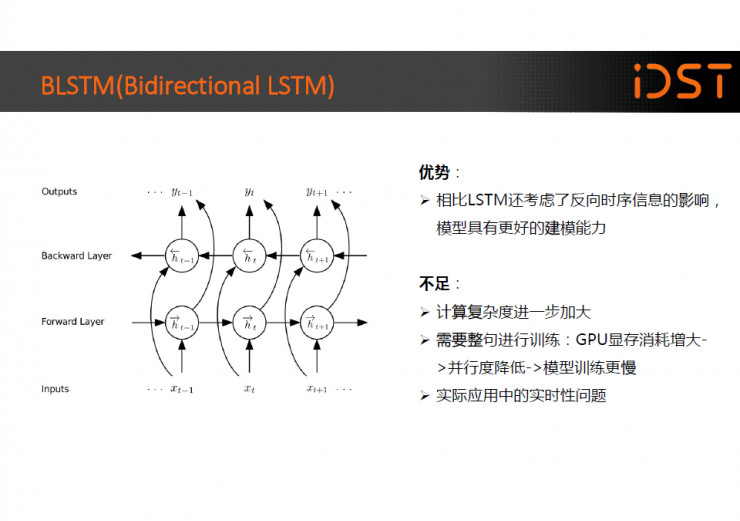 BLSTM(Bidirectional LSTM)
iDST
Outputs ··· y_{t−1} y_t y_{t+1} ···
Backward Layer \overleftarrow{h}_{t−1} \overleftarrow{h}_t \overleftarrow{h}_{t+1}
Forward Layer \overrightarrow{h}_{t−1} \overrightarrow{h}_t \overrightarrow{h}_{t+1}
Inputs ··· x_{t−1} x_t x_{t+1} ···
优势：
➢ 相比LSTM还考虑了反向时序信息的影响，
模型具有更好的建模能力
不足：
➢ 计算复杂度进一步加大
➢ 需要整句进行训练：GPU显存消耗增大-
>并行度降低->模型训练更慢
➢ 实际应用中的实时性问题